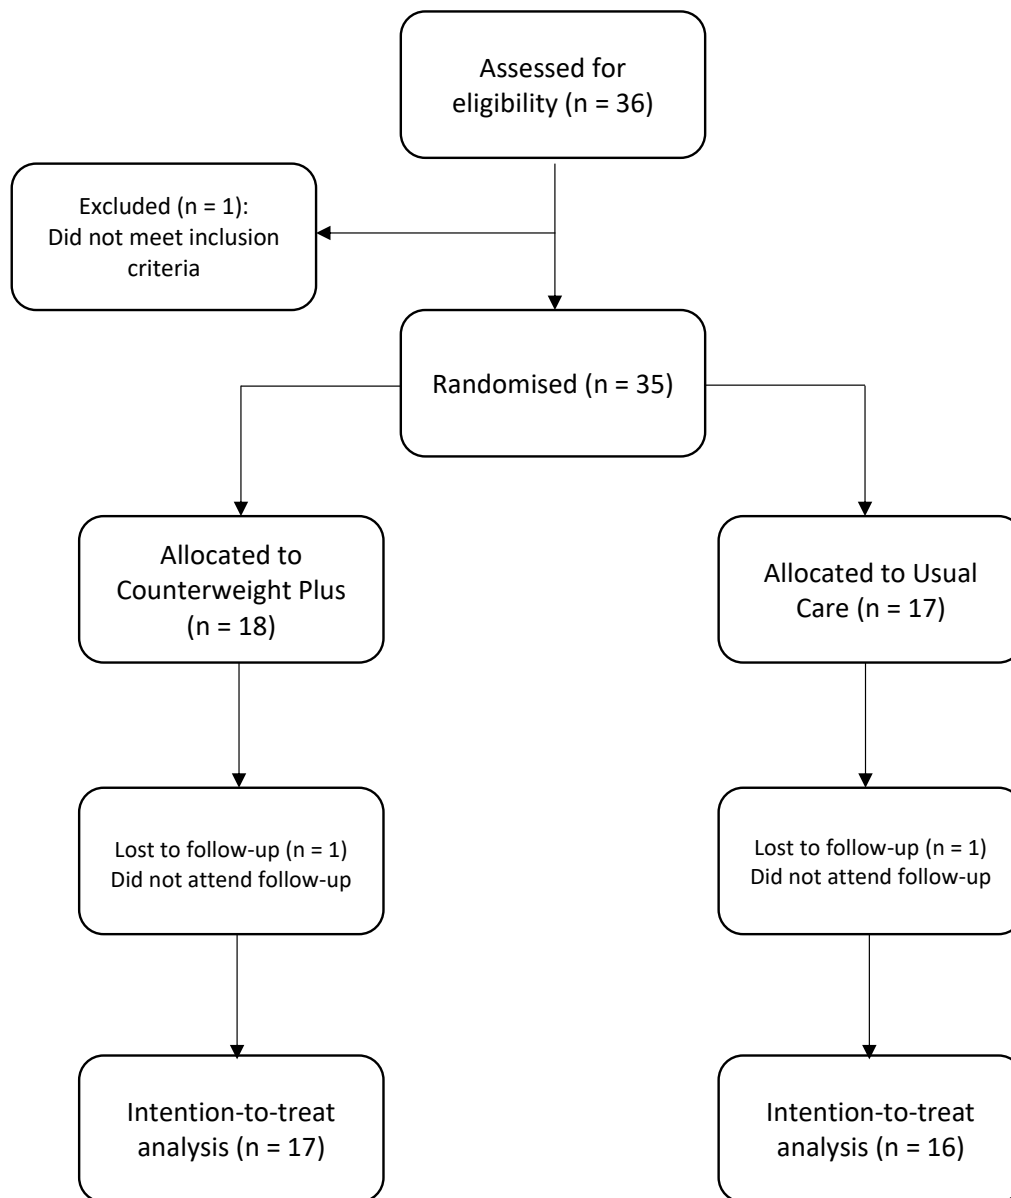 Assessed for
eligibility (n = 36)
Excluded (n = 1):
Did not meet inclusion
criteria
Randomised (n = 35)
Allocated to
Counterweight Plus
(n = 18)
Allocated to Usual
Care (n = 17)
Lost to follow-up (n = 1)
Did not attend follow-up
Lost to follow-up (n = 1)
Did not attend follow-up
Intention-to-treat
analysis (n = 17)
Intention-to-treat
analysis (n = 16)